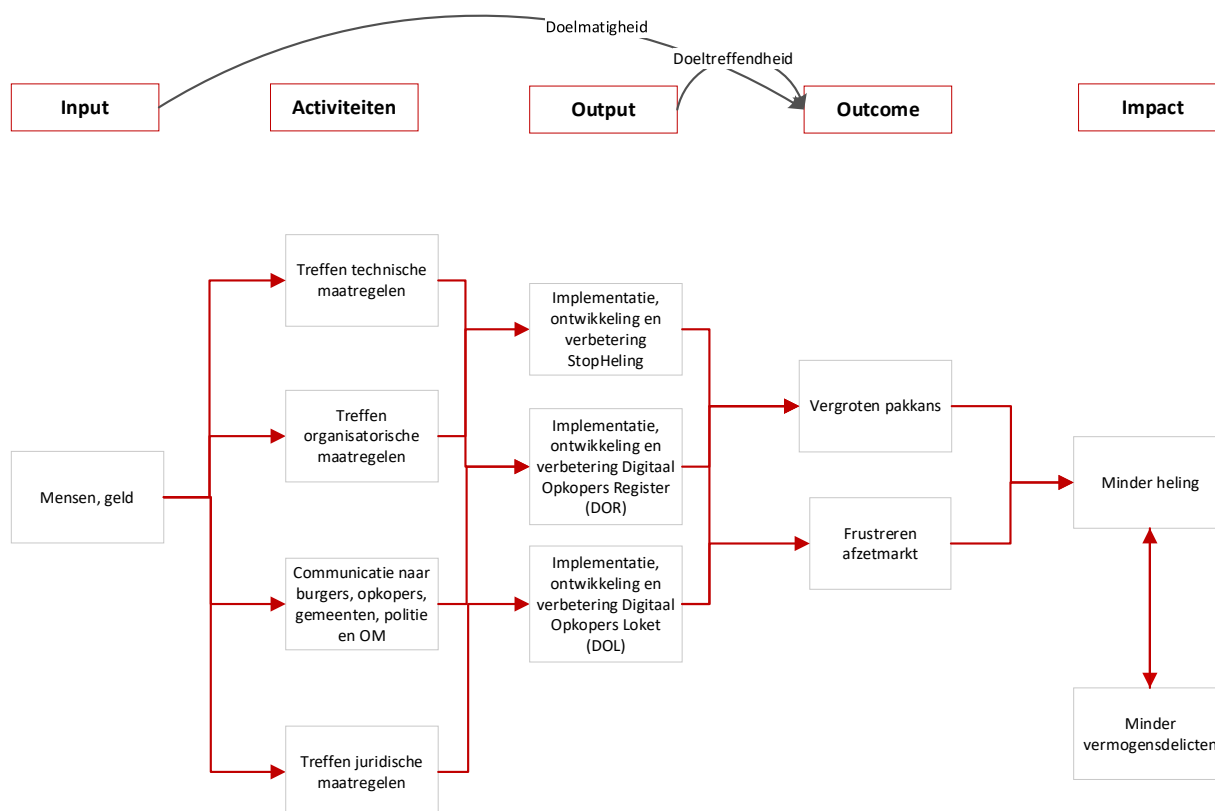 Doelmatigheid
Doeltreffendheid
Input
Activiteiten
Output
Outcome
Impact
Treffen technische
maatregelen
Implementatie,
ontwikkeling en
verbetering
StopHeling
Vergroten pakkans
Treffen
organisatorische
maatregelen
Implementatie,
ontwikkeling en
verbetering Digitaal
Opkopers Register
(DOR)
Mensen, geld
Minder heling
Frustreren
afzetmarkt
Communicatie naar
burgers, opkopers,
gemeenten, politie
en OM
Implementatie,
ontwikkeling en
verbetering Digitaal
Opkopers Loket
(DOL)
Treffen juridische
maatregelen
Minder
vermogensdelicten